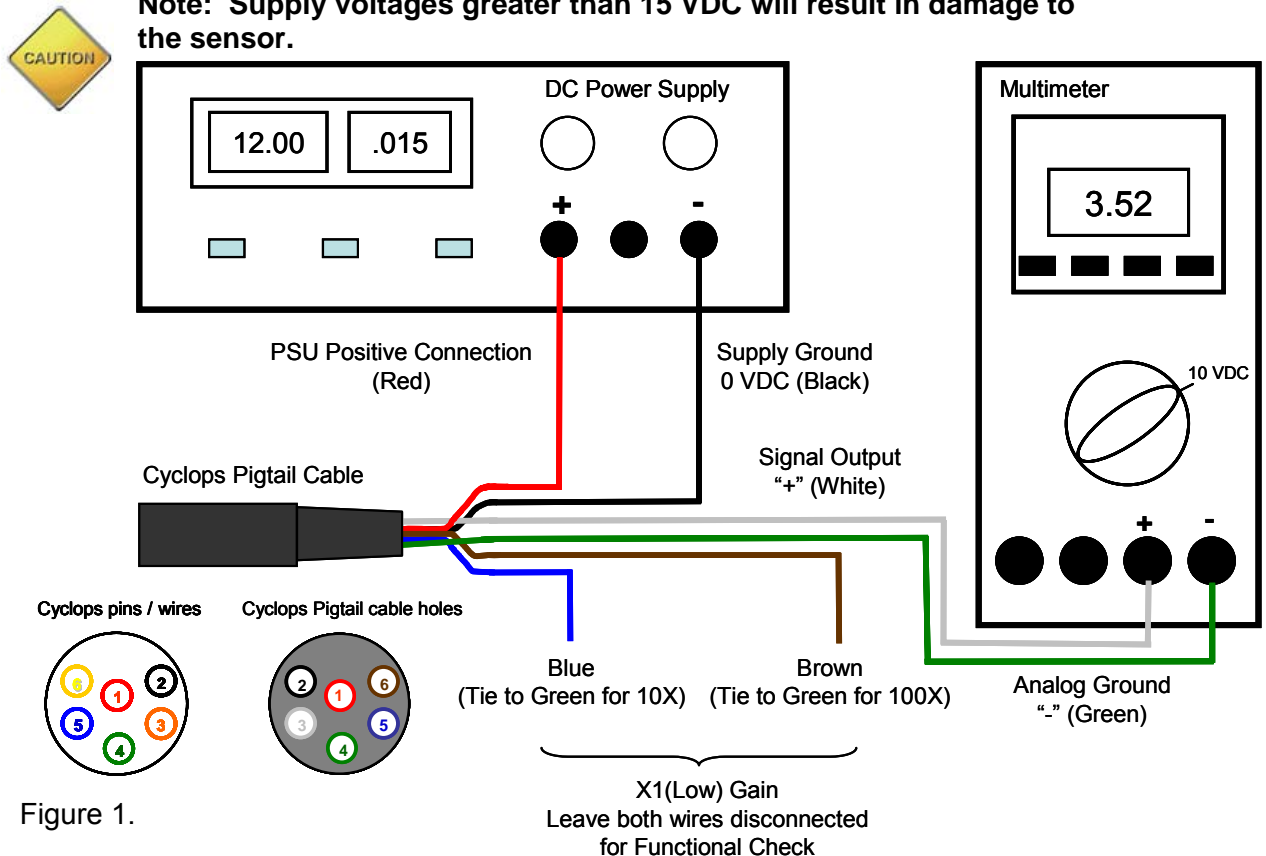 Note: Supply voltages greater than 15 VDC will result in damage to
the sensor.
CAUTION
DC Power Supply
12.00
.015
+
-
Multimeter
3.52
10 VDC
+
-
PSU Positive Connection
(Red)
Supply Ground
0 VDC (Black)
Signal Output
“+” (White)
Cyclops Pigtail Cable
Cyclops pins / wires
6
1
2
5
3
4
Cyclops Pigtail cable holes
2
1
6
3
5
4
Blue
(Tie to Green for 10X)
Brown
(Tie to Green for 100X)
Analog Ground
“-” (Green)
X1(Low) Gain
Leave both wires disconnected
for Functional Check
Figure 1.